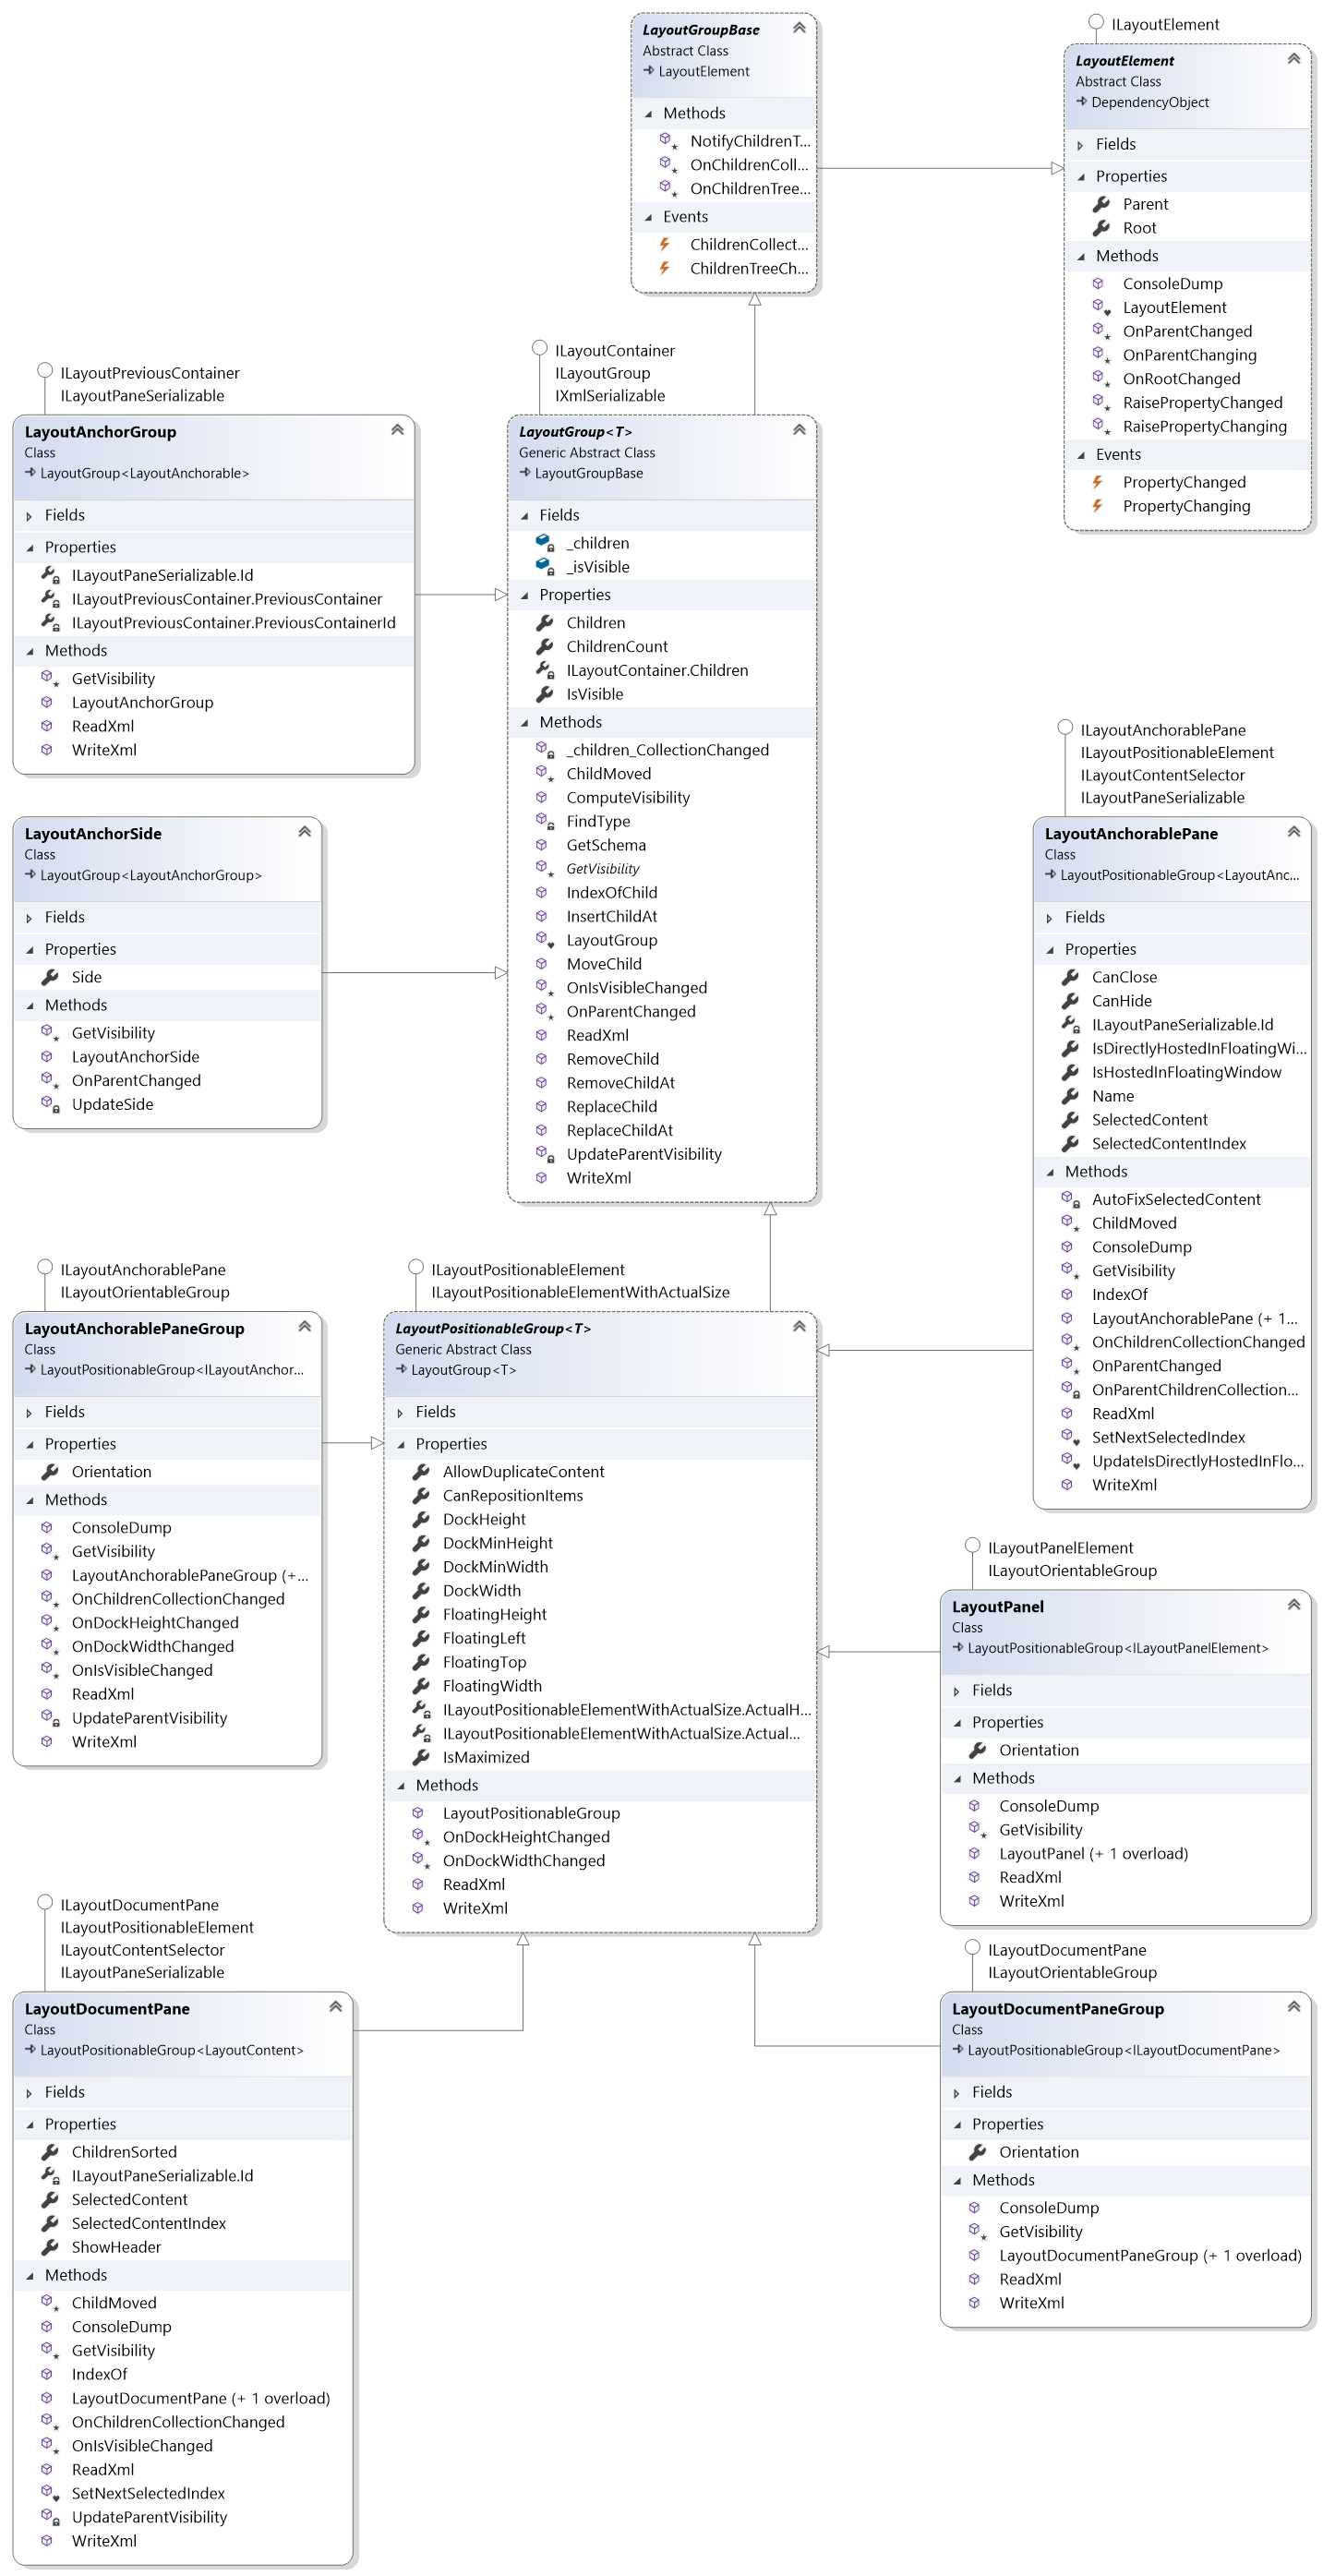 LayoutGroupBase
Abstract Class
LayoutElement
Methods
NotifyChildrenT...
OnChildrenColl...
OnChildrenTree...
Events
ChildrenCollect...
ChildrenTreeCh...
ILayoutElement
LayoutElement
Abstract Class
DependencyObject
Fields
Properties
Parent
Root
Methods
ConsoleDump
LayoutElement
OnParentChanged
OnParentChanging
OnRootChanged
RaisePropertyChanged
RaisePropertyChanging
Events
PropertyChanged
PropertyChanging
ILayoutPreviousContainer
ILayoutPaneSerializable
LayoutAnchorGroup
Class
LayoutGroup<LayoutAnchorable>
Fields
Properties
ILayoutPaneSerializable.Id
ILayoutPreviousContainer.PreviousContainer
ILayoutPreviousContainer.PreviousContainerId
Methods
GetVisibility
LayoutAnchorGroup
ReadXml
WriteXml
ILayoutContainer
ILayoutGroup
IXmlSerializable
LayoutGroup<T>
Generic Abstract Class
LayoutGroupBase
Fields
_children
_isVisible
Properties
Children
ChildrenCount
ILayoutContainer.Children
IsVisible
Methods
_children_CollectionChanged
ChildMoved
ComputeVisibility
FindType
GetSchema
GetVisibility
IndexOfChild
InsertChildAt
LayoutGroup
MoveChild
OnIsVisibleChanged
OnParentChanged
ReadXml
RemoveChild
RemoveChildAt
ReplaceChild
ReplaceChildAt
UpdateParentVisibility
WriteXml
LayoutAnchorSide
Class
LayoutGroup<LayoutAnchorGroup>
Fields
Properties
Side
Methods
GetVisibility
LayoutAnchorSide
OnParentChanged
UpdateSide
ILayoutAnchorablePane
ILayoutPositionableElement
ILayoutContentSelector
ILayoutPaneSerializable
LayoutAnchorablePane
Class
LayoutPositionableGroup<LayoutAnc...
Fields
Properties
CanClose
CanHide
ILayoutPaneSerializable.Id
IsDirectlyHostedInFloatingWi...
IsHostedInFloatingWindow
Name
SelectedContent
SelectedContentIndex
Methods
AutoFixSelectedContent
ChildMoved
ConsoleDump
GetVisibility
IndexOf
LayoutAnchorablePane (+ 1...
OnChildrenCollectionChanged
OnParentChanged
OnParentChildrenCollection...
ReadXml
SetNextSelectedIndex
UpdateIsDirectlyHostedInFlo...
WriteXml
ILayoutAnchorablePane
ILayoutOrientableGroup
LayoutAnchorablePaneGroup
Class
LayoutPositionableGroup<ILayoutAnchor...
Fields
Properties
Orientation
Methods
ConsoleDump
GetVisibility
LayoutAnchorablePaneGroup (+...
OnChildrenCollectionChanged
OnDockHeightChanged
OnDockWidthChanged
OnIsVisibleChanged
ReadXml
UpdateParentVisibility
WriteXml
ILayoutPositionableElement
ILayoutPositionableElementWithActualSize
LayoutPositionableGroup<T>
Generic Abstract Class
LayoutGroup<T>
Fields
Properties
AllowDuplicateContent
CanRepositionItems
DockHeight
DockMinHeight
DockMinWidth
DockWidth
FloatingHeight
FloatingLeft
FloatingTop
FloatingWidth
ILayoutPositionableElementWithActualSize.ActualH...
ILayoutPositionableElementWithActualSize.Actual...
IsMaximized
Methods
LayoutPositionableGroup
OnDockHeightChanged
OnDockWidthChanged
ReadXml
WriteXml
ILayoutPanelElement
ILayoutOrientableGroup
LayoutPanel
Class
LayoutPositionableGroup<ILayoutPanelElement>
Fields
Properties
Orientation
Methods
ConsoleDump
GetVisibility
LayoutPanel (+ 1 overload)
ReadXml
WriteXml
ILayoutDocumentPane
ILayoutPositionableElement
ILayoutContentSelector
ILayoutPaneSerializable
LayoutDocumentPane
Class
LayoutPositionableGroup<LayoutContent>
Fields
Properties
ChildrenSorted
ILayoutPaneSerializable.Id
SelectedContent
SelectedContentIndex
ShowHeader
Methods
ChildMoved
ConsoleDump
GetVisibility
IndexOf
LayoutDocumentPane (+ 1 overload)
OnChildrenCollectionChanged
OnIsVisibleChanged
ReadXml
SetNextSelectedIndex
UpdateParentVisibility
WriteXml
ILayoutDocumentPane
ILayoutOrientableGroup
LayoutDocumentPaneGroup
Class
LayoutPositionableGroup<ILayoutDocumentPane>
Fields
Properties
Orientation
Methods
ConsoleDump
GetVisibility
LayoutDocumentPaneGroup (+ 1 overload)
ReadXml
WriteXml